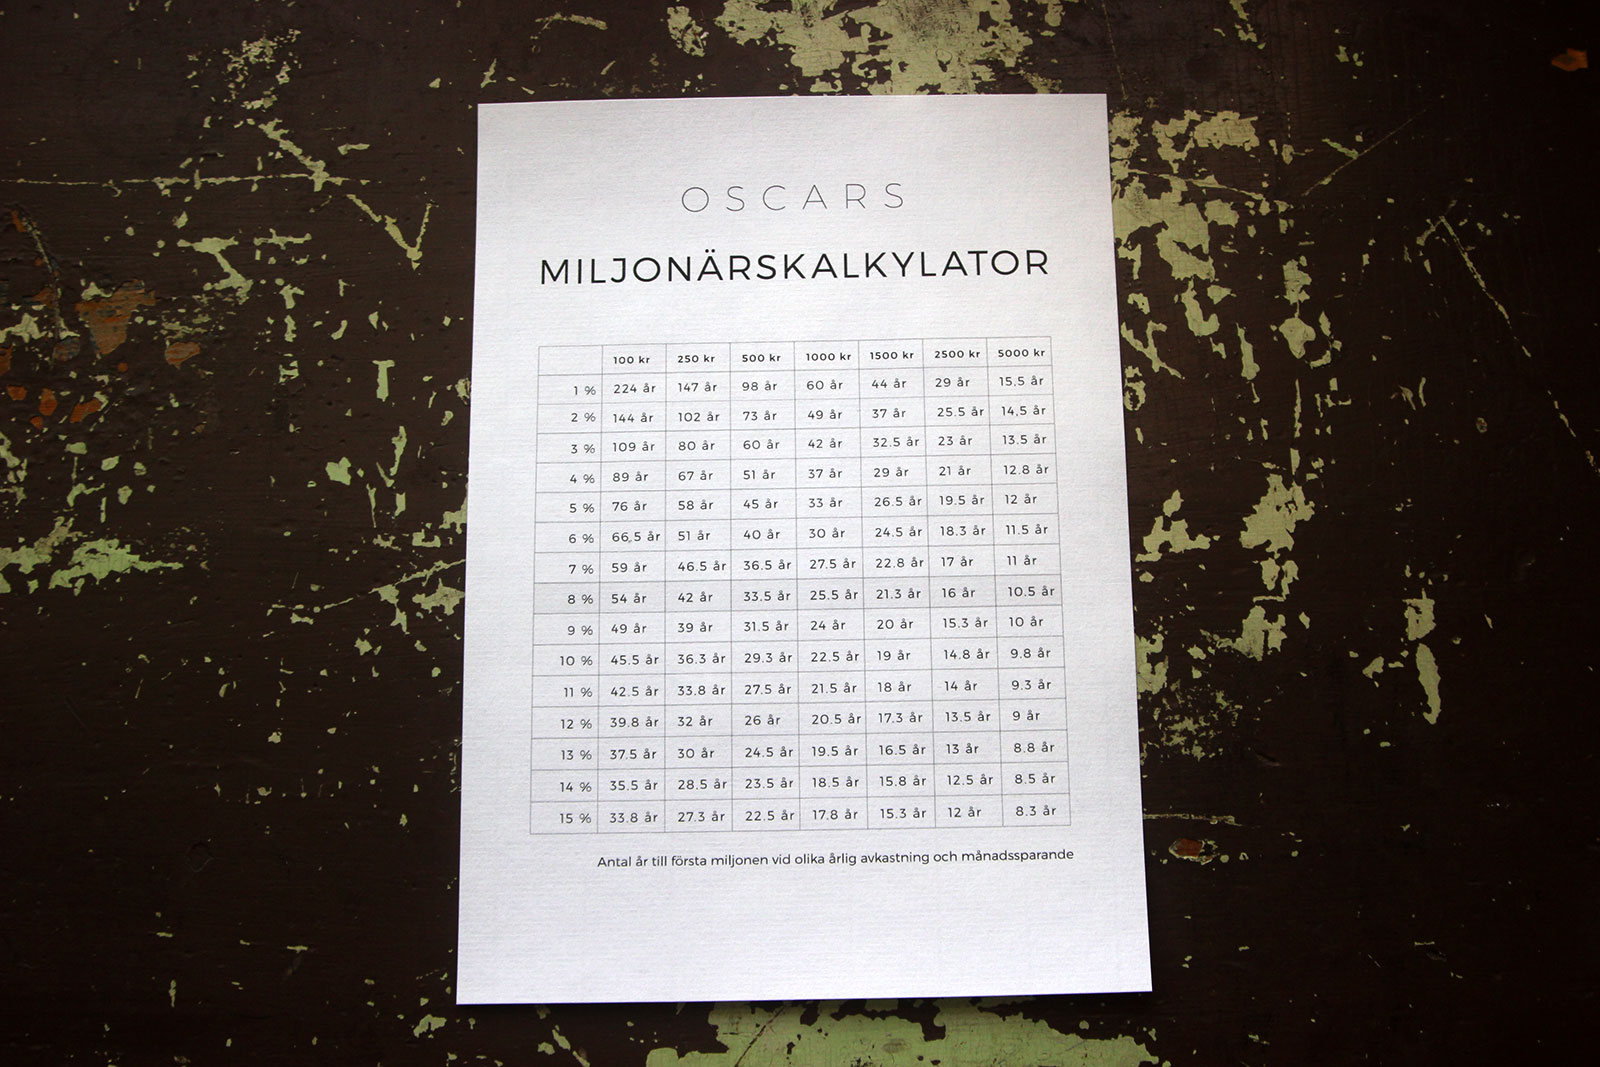 OSCARS
MILJONÄRSKALKYLATOR
100 kr 250 kr 500 kr 1000 kr 1500 kr 2500 kr 5000 kr
1 % 224 år 147 år 98 år 60 år 44 år 29 år 15,5 år
2 % 144 år 102 år 73 år 49 år 37 år 25.5 år 14,5 år
3 % 109 år 80 år 60 år 42 år 32.5 år 23 år 13.5 år
4 % 89 år 67 år 51 år 37 år 29 år 21 år 12.8 år
5 % 76 år 58 år 45 år 33 år 26.5 år 19.5 år 12 år
6 % 66,5 år 51 år 40 år 30 år 24.5 år 18.3 år 11.5 år
7 % 59 år 46.5 år 36.5 år 27.5 år 22.8 år 17 år 11 år
8 % 54 år 42 år 33.5 år 25.5 år 21.3 år 16 år 10.5 år
9 % 49 år 39 år 31.5 år 24 år 20 år 15.3 år 10 år
10 % 45.5 år 36.3 år 29.3 år 22.5 år 19 år 14.8 år 9.8 år
11 % 42.5 år 33.8 år 27.5 år 21.5 år 18 år 14 år 9.3 år
12 % 39.8 år 32 år 26 år 20.5 år 17.3 år 13.5 år 9 år
13 % 37.5 år 30 år 24.5 år 19.5 år 16.5 år 13 år 8.8 år
14 % 35.5 år 28.5 år 23.5 år 18.5 år 15.8 år 12.5 år 8.5 år
15 % 33.8 år 27.3 år 22.5 år 17.8 år 15.3 år 12 år 8.3 år
Antal år till första miljonen vid olika årlig avkastning och månadssparande